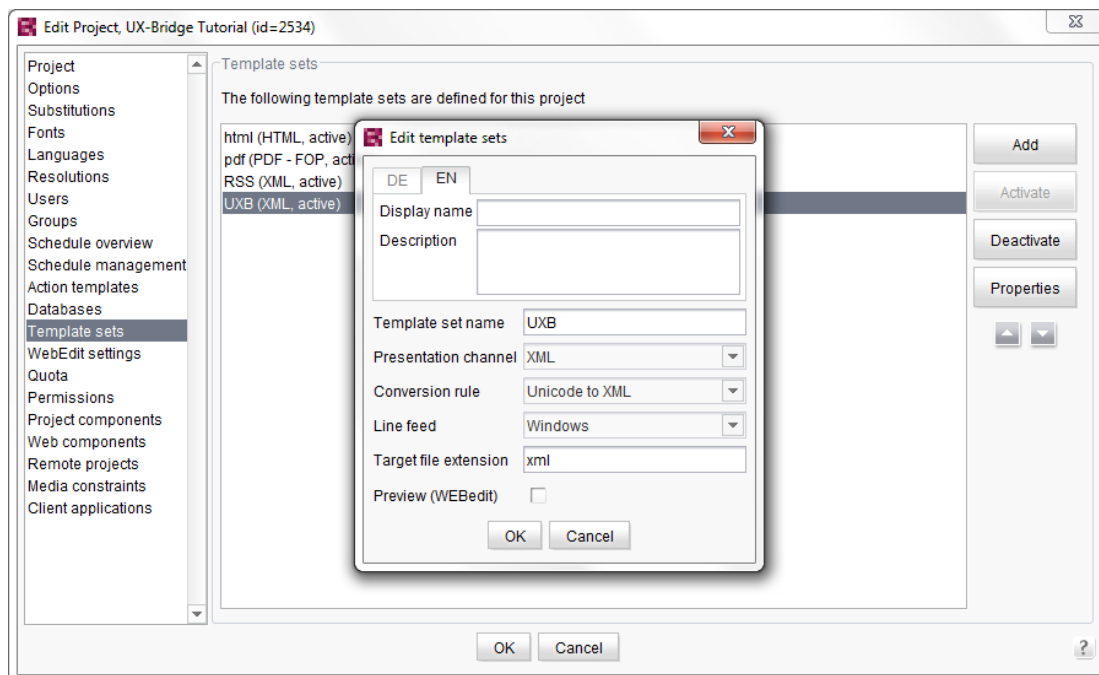 Edit Project, UX-Bridge Tutorial (id=2534)
Project
Options
Substitutions
Fonts
Languages
Resolutions
Users
Groups
Schedule overview
Schedule management
Action templates
Databases
Template sets
WebEdit settings
Quota
Permissions
Project components
Web components
Remote projects
Media constraints
Client applications
Template sets
The following template sets are defined for this project
html (HTML, active)
pdf (PDF - FOP, acti
RSS (XML, active)
UXB (XML, active)
Add
Activate
Deactivate
Properties
Edit template sets
DE EN
Display name
Description
Template set name UXB
Presentation channel XML
Conversion rule Unicode to XML
Line feed Windows
Target file extension xml
Preview (WEBedit)
OK Cancel
OK Cancel ?